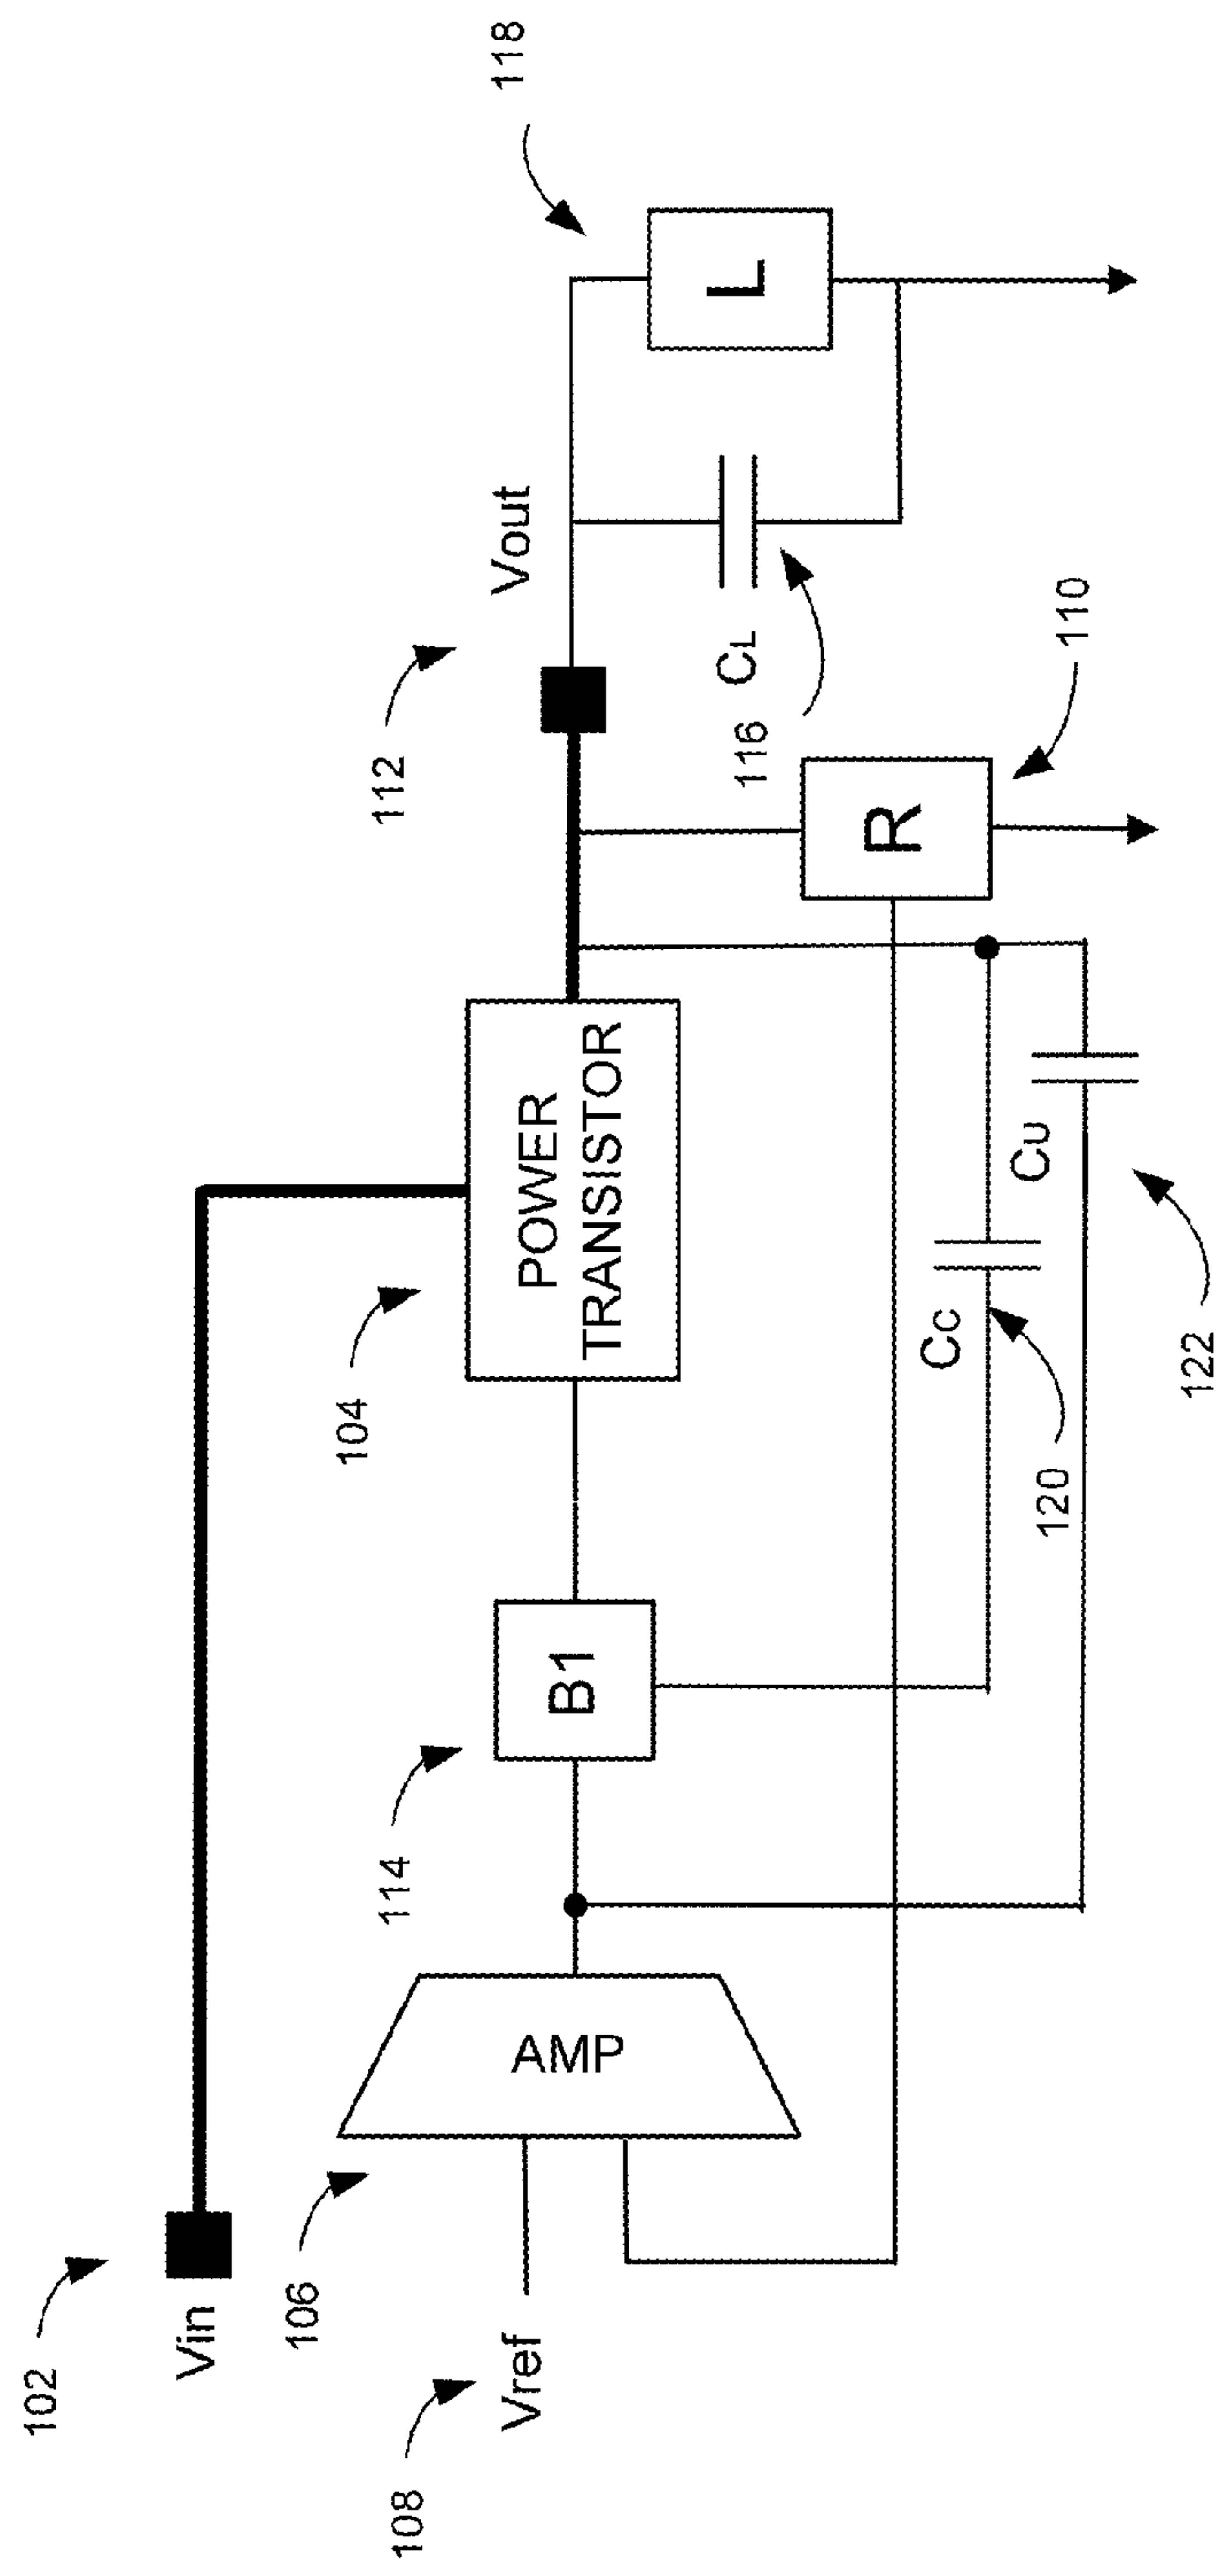 102
Vin
104
POWER
TRANSISTOR
112
Vout
118
108
Vref
106
AMP
114
B1
L
CL
116
R
110
CC
120
CU
122